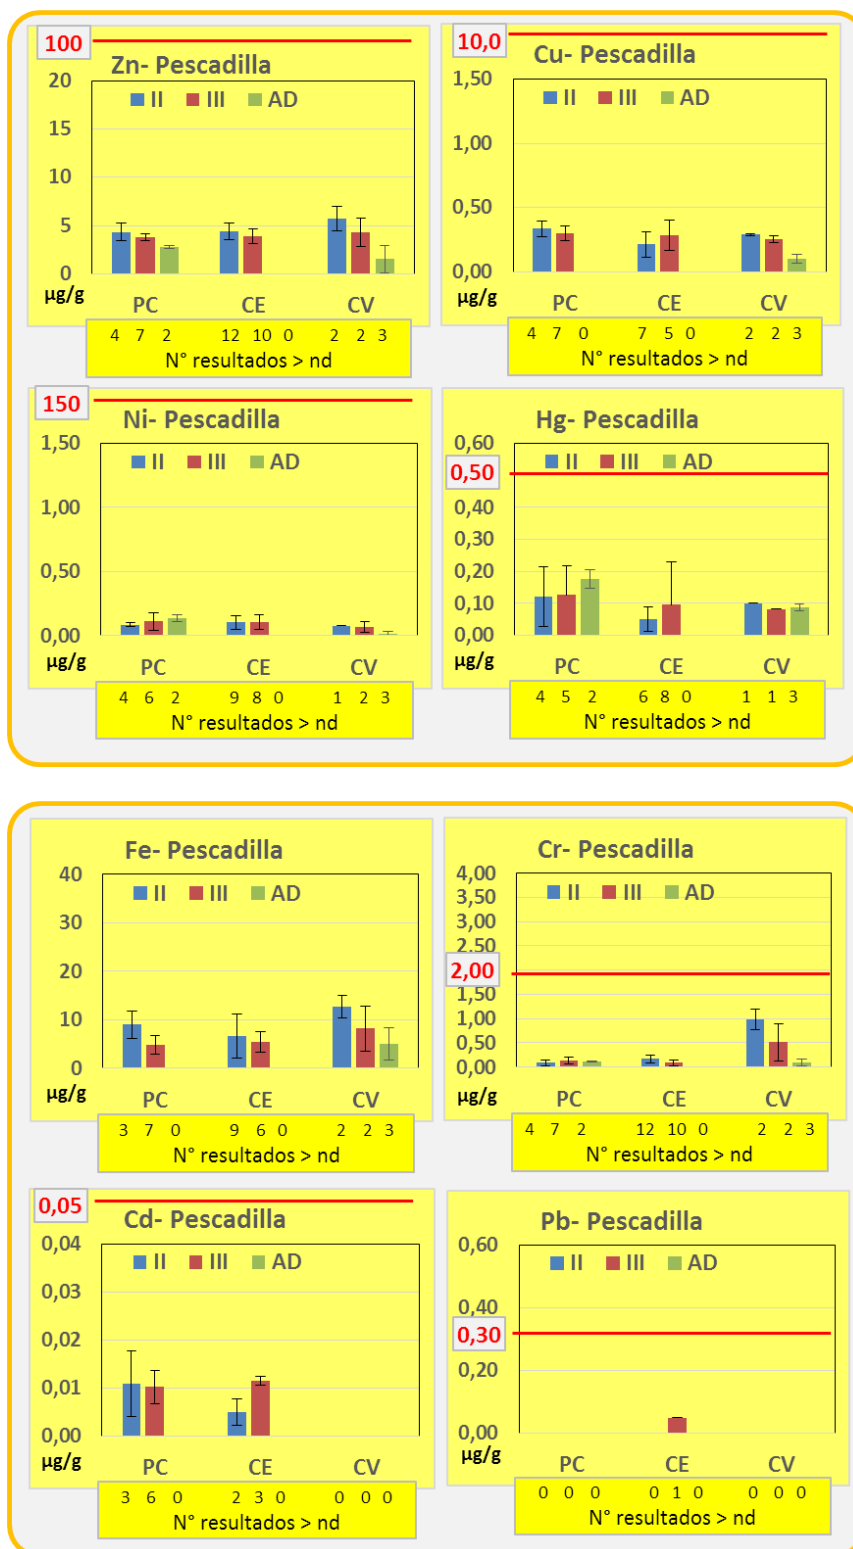 100
Zn- Pescadilla
20
15
10
5
0
II III AD
µg/g
PC CE CV
4 7 2 12 10 0 2 2 3
N° resultados > nd
10,0
Cu- Pescadilla
1,50
1,00
0,50
0,00
II III AD
µg/g
PC CE CV
4 7 0 7 5 0 2 2 3
N° resultados > nd
150
Ni- Pescadilla
1,50
1,00
0,50
0,00
II III AD
µg/g
PC CE CV
4 6 2 9 8 0 1 2 3
N° resultados > nd
Hg- Pescadilla
0,60
0,50
0,40
0,30
0,20
0,10
0,00
II III AD
µg/g
PC CE CV
4 5 2 6 8 0 1 1 3
N° resultados > nd
Fe- Pescadilla
40
30
20
10
0
II III AD
µg/g
PC CE CV
3 7 0 9 6 0 2 2 3
N° resultados > nd
Cr- Pescadilla
4,00
3,50
3,00
2,50
2,00
1,50
1,00
0,50
0,00
II III AD
µg/g
PC CE CV
4 7 2 12 10 0 2 2 3
N° resultados > nd
0,05
Cd- Pescadilla
0,04
0,03
0,02
0,01
0,00
II III AD
µg/g
PC CE CV
3 6 0 2 3 0 0 0 0
N° resultados > nd
Pb- Pescadilla
0,60
0,40
0,30
0,20
0,00
II III AD
µg/g
PC CE CV
0 0 0 0 1 0 0 0 0
N° resultados > nd